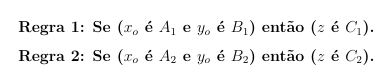 Regra 1: Se (xₒ é A₁ e yₒ é B₁) então (z é C₁).
Regra 2: Se (xₒ é A₂ e yₒ é B₂) então (z é C₂).